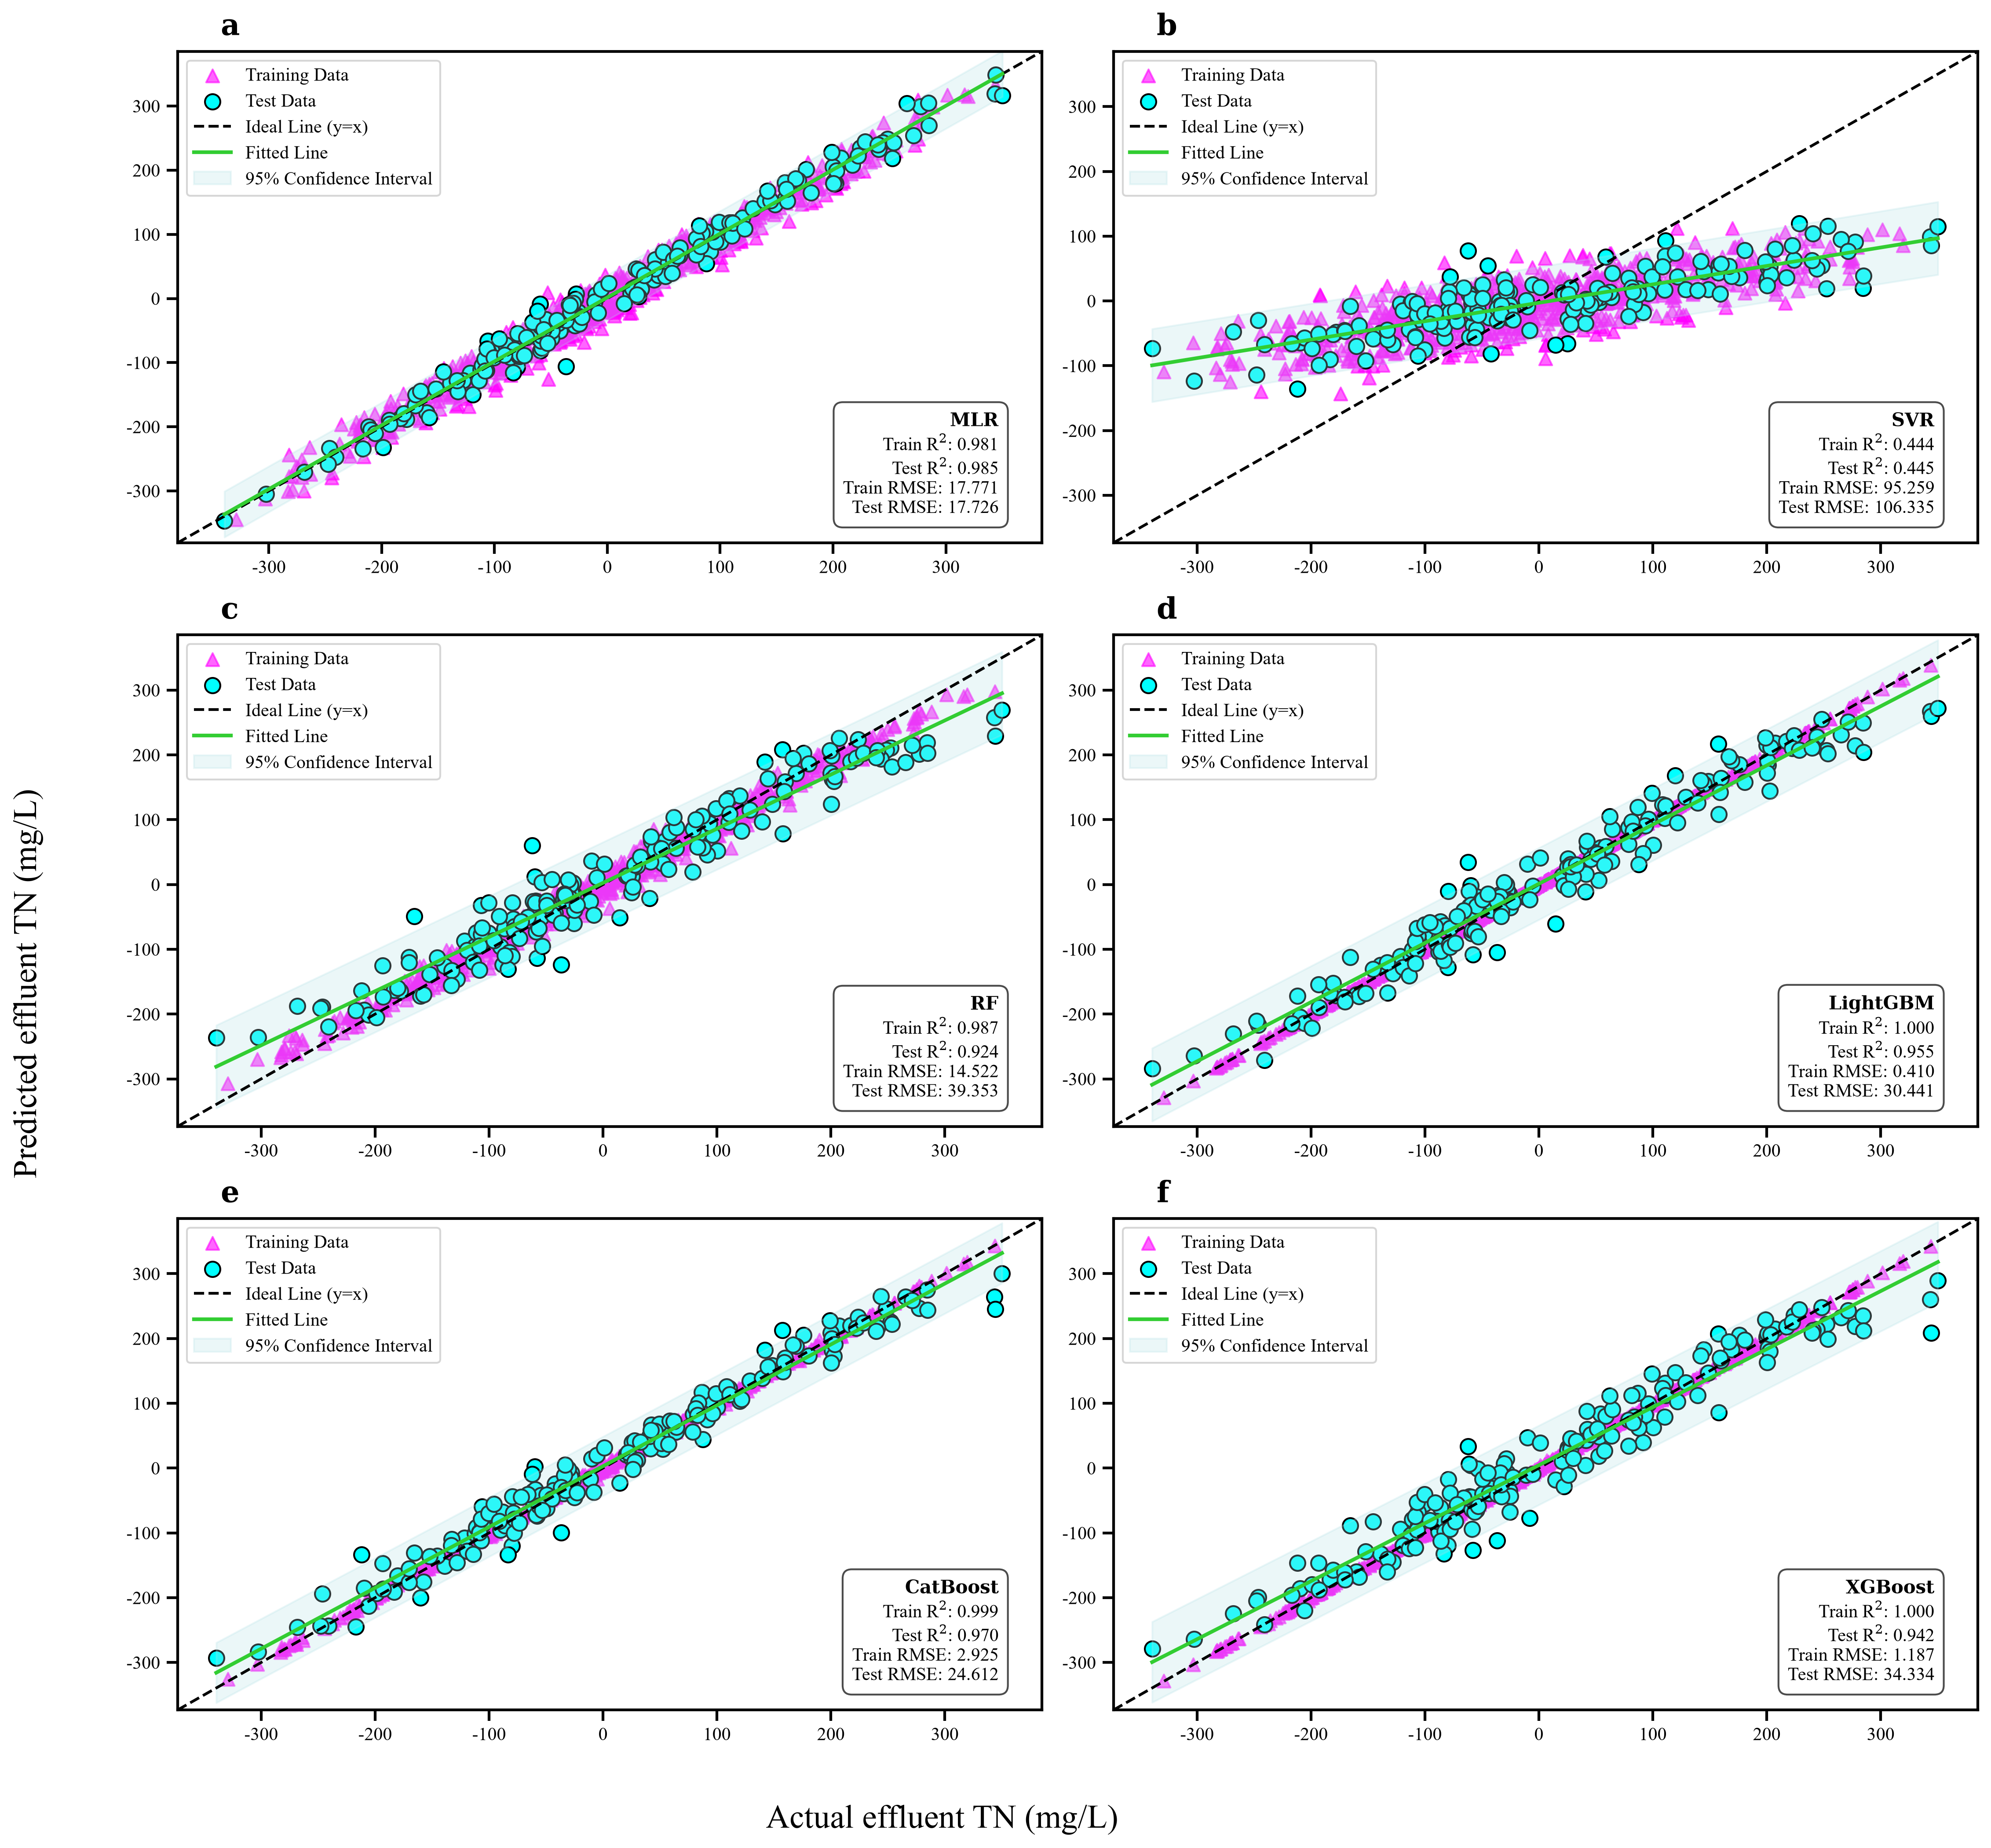 a
Training Data
Test Data
Ideal Line (y=x)
Fitted Line
95% Confidence Interval
300
200
100
0
-100
-200
-300
MLR
Train R²: 0.981
Test R²: 0.985
Train RMSE: 17.771
Test RMSE: 17.726
-300 -200 -100 0 100 200 300
b
Training Data
Test Data
Ideal Line (y=x)
Fitted Line
95% Confidence Interval
300
200
100
0
-100
-200
-300
SVR
Train R²: 0.444
Test R²: 0.445
Train RMSE: 95.259
Test RMSE: 106.335
-300 -200 -100 0 100 200 300
c
Training Data
Test Data
Ideal Line (y=x)
Fitted Line
95% Confidence Interval
300
200
100
0
-100
-200
-300
RF
Train R²: 0.987
Test R²: 0.924
Train RMSE: 14.522
Test RMSE: 39.353
-300 -200 -100 0 100 200 300
d
Training Data
Test Data
Ideal Line (y=x)
Fitted Line
95% Confidence Interval
300
200
100
0
-100
-200
-300
LightGBM
Train R²: 1.000
Test R²: 0.955
Train RMSE: 0.410
Test RMSE: 30.441
-300 -200 -100 0 100 200 300
e
Training Data
Test Data
Ideal Line (y=x)
Fitted Line
95% Confidence Interval
300
200
100
0
-100
-200
-300
CatBoost
Train R²: 0.999
Test R²: 0.970
Train RMSE: 2.925
Test RMSE: 24.612
-300 -200 -100 0 100 200 300
f
Training Data
Test Data
Ideal Line (y=x)
Fitted Line
95% Confidence Interval
300
200
100
0
-100
-200
-300
XGBoost
Train R²: 1.000
Test R²: 0.942
Train RMSE: 1.187
Test RMSE: 34.334
-300 -200 -100 0 100 200 300
Predicted effluent TN (mg/L)
Actual effluent TN (mg/L)